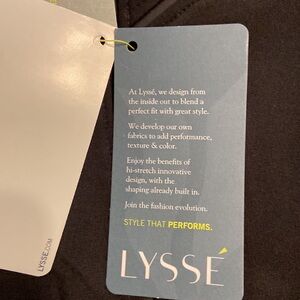 At Lyssé, we design from
the inside out to blend a
perfect fit with great style.
We develop our own
fabrics to add performance,
texture & color.
Enjoy the benefits of
hi-stretch innovative
design, with the
shaping already built in.
Join the fashion evolution.
STYLE THAT PERFORMS.
LYSSÉ
LYSSE.COM